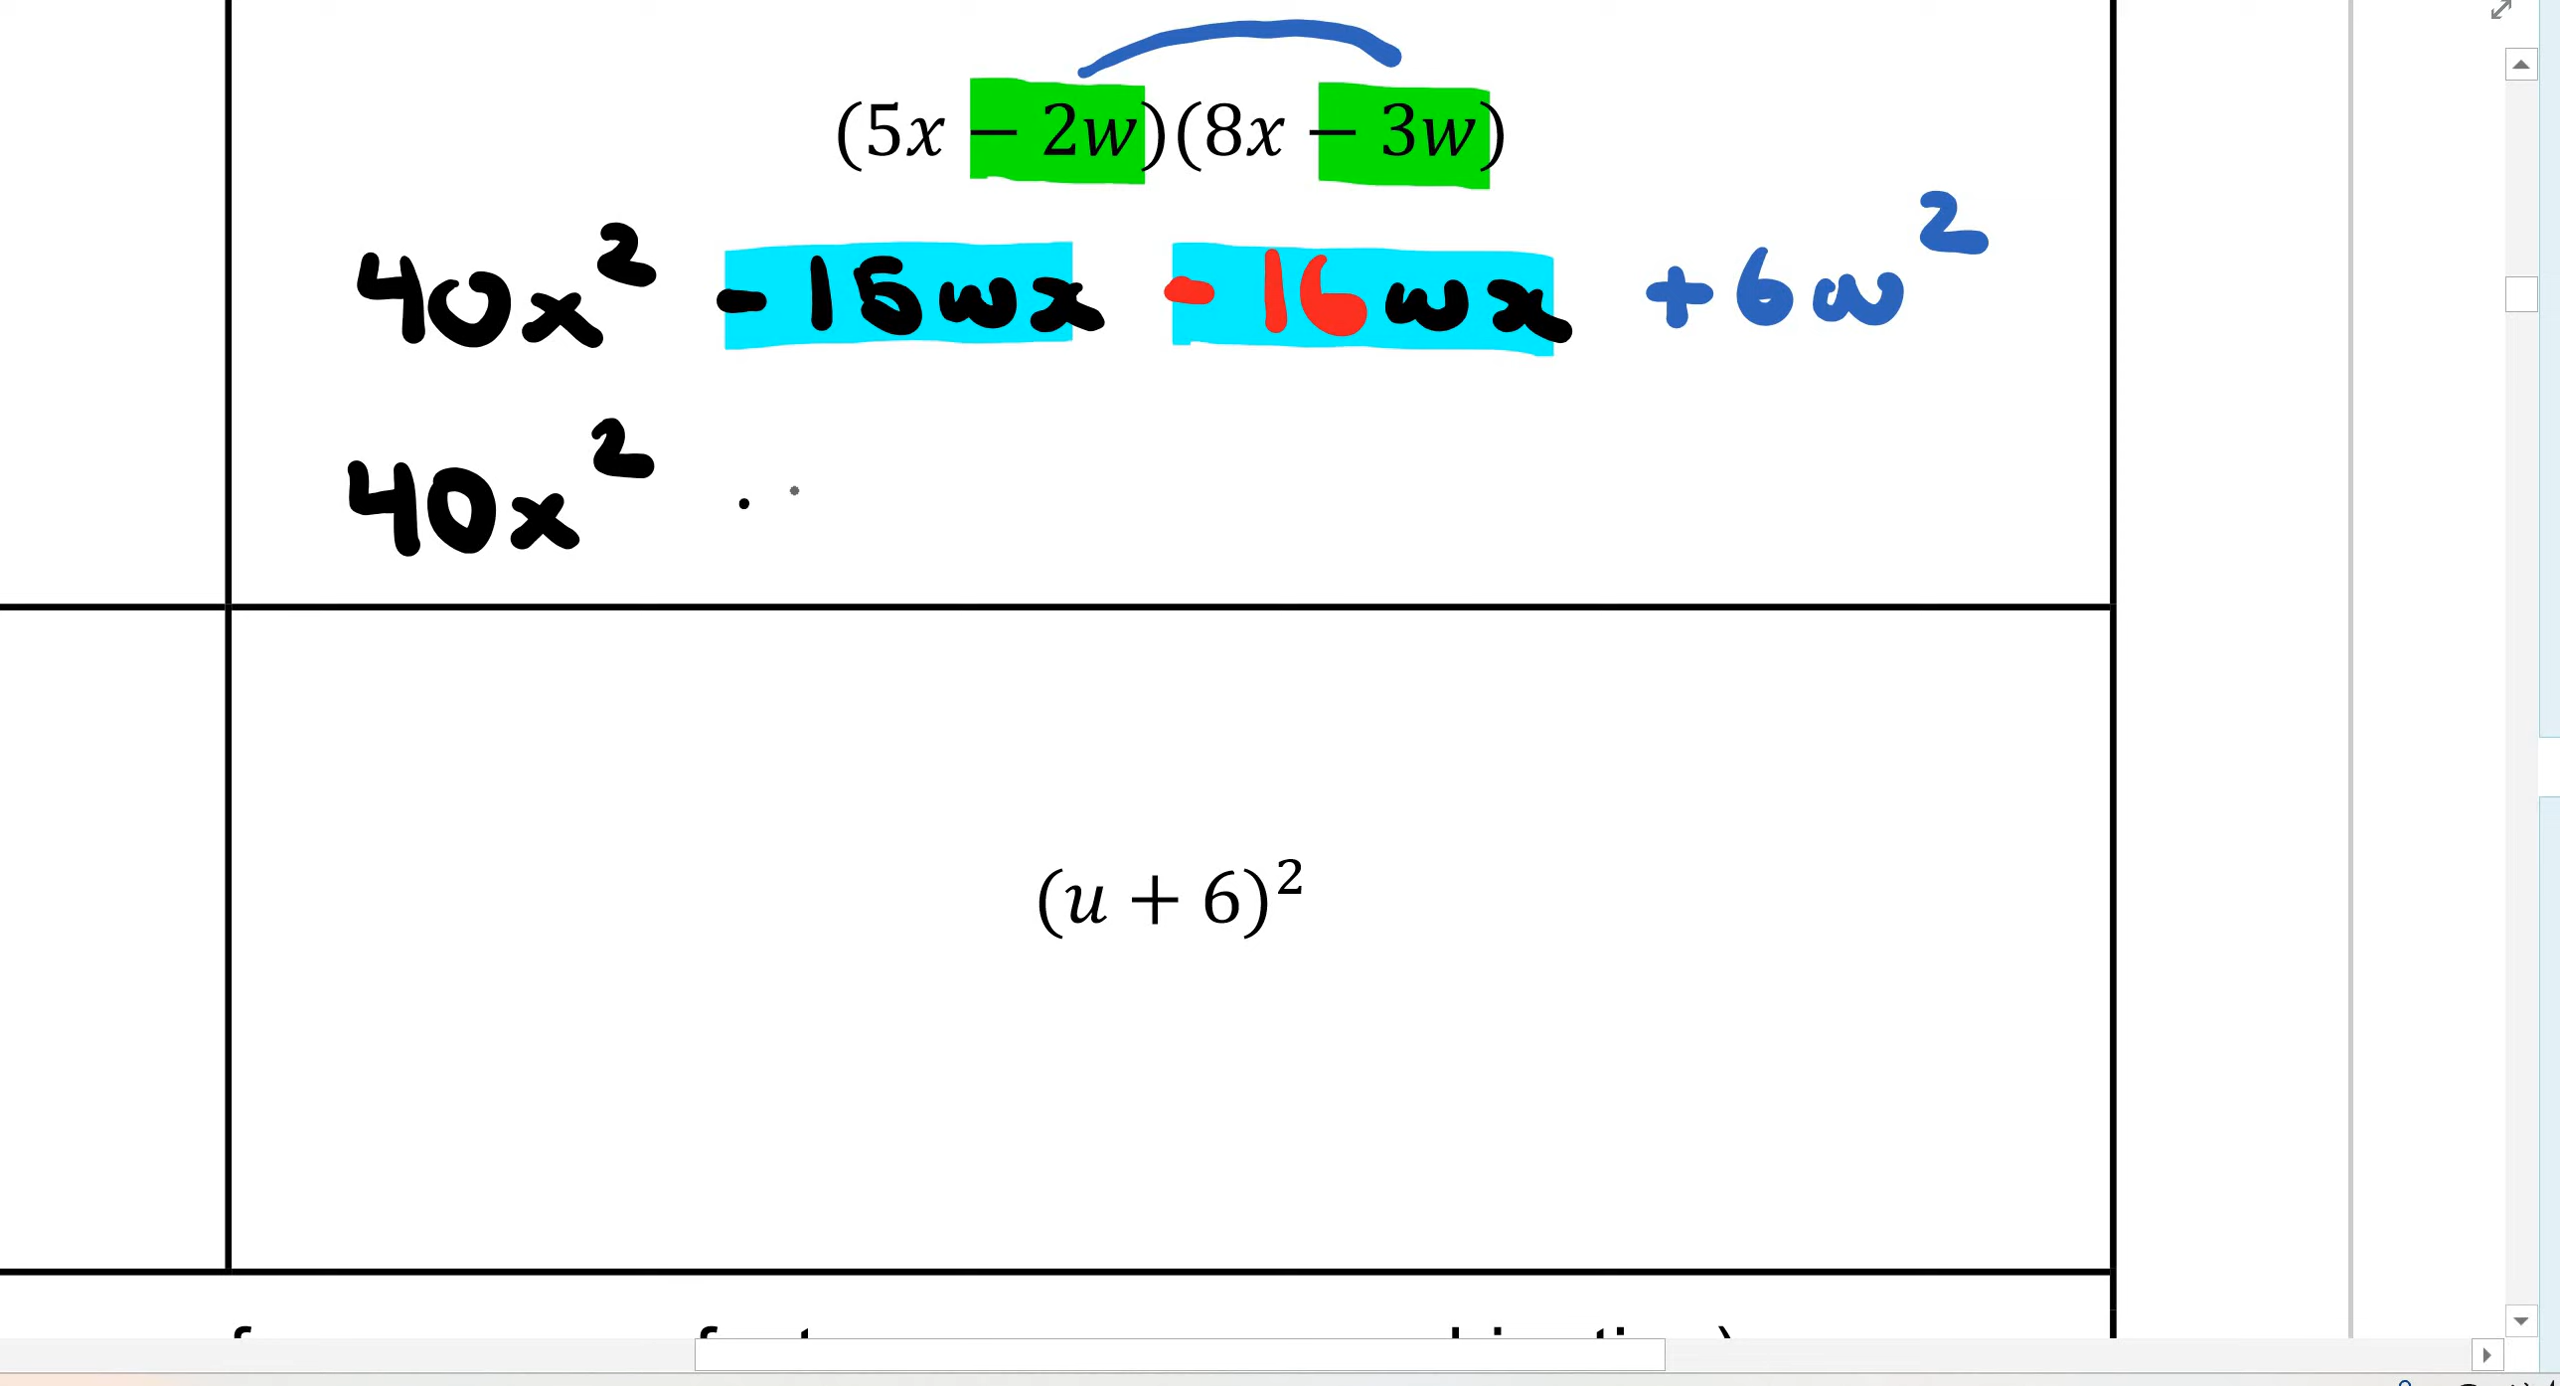 (5x − 2w)(8x − 3w)
40x² - 15wx - 16wx + 6w²
40x² .
(u + 6)²